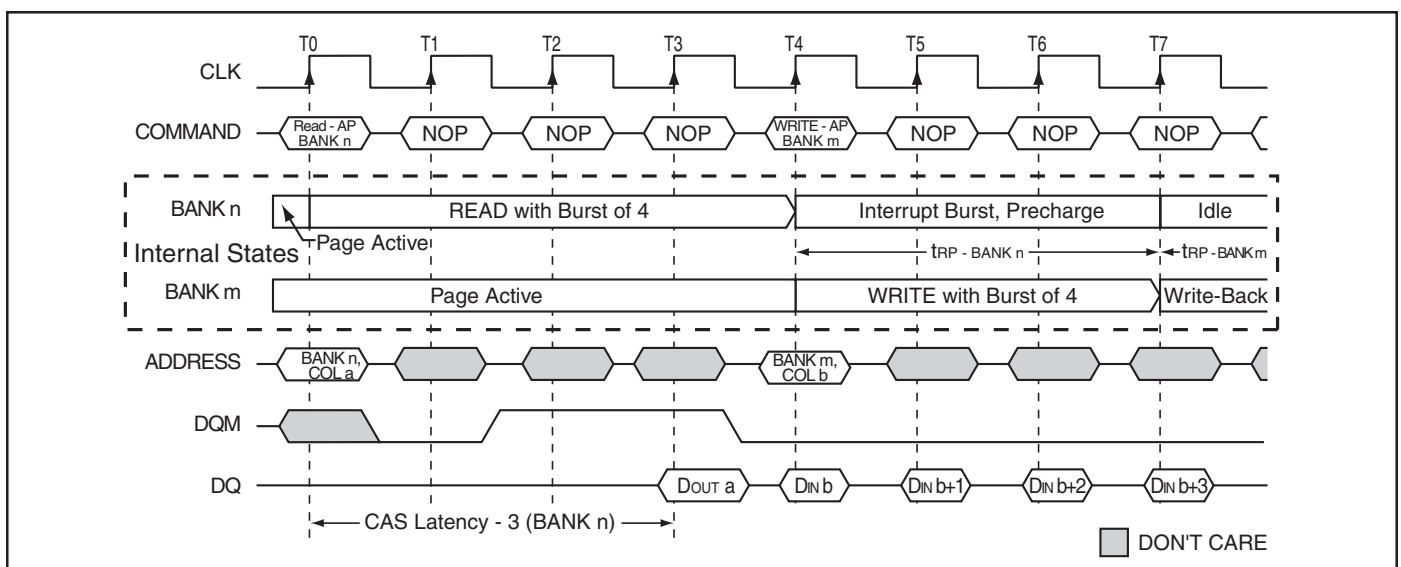 T0 T1 T2 T3 T4 T5 T6 T7
CLK
COMMAND Read - AP NOP NOP NOP WRITE - AP NOP NOP NOP
BANK n BANK m
BANK n READ with Burst of 4 Interrupt Burst, Precharge Idle
Page Active tRP - BANK n tRP - BANK m
Internal States
BANK m Page Active WRITE with Burst of 4 Write-Back
ADDRESS BANK n, BANK m,
COL a COL b
DQM
DQ DOUT a DIN b DIN b+1 DIN b+2 DIN b+3
CAS Latency - 3 (BANK n)
DON'T CARE